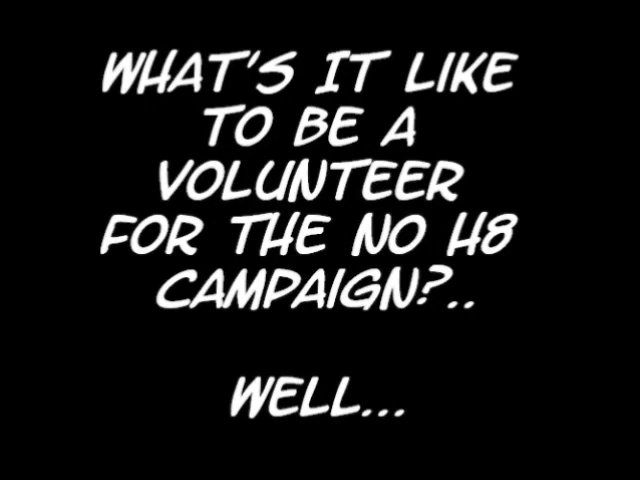 WHAT'S IT LIKE
TO BE A
VOLUNTEER
FOR THE NO H8
CAMPAIGN?..
WELL...